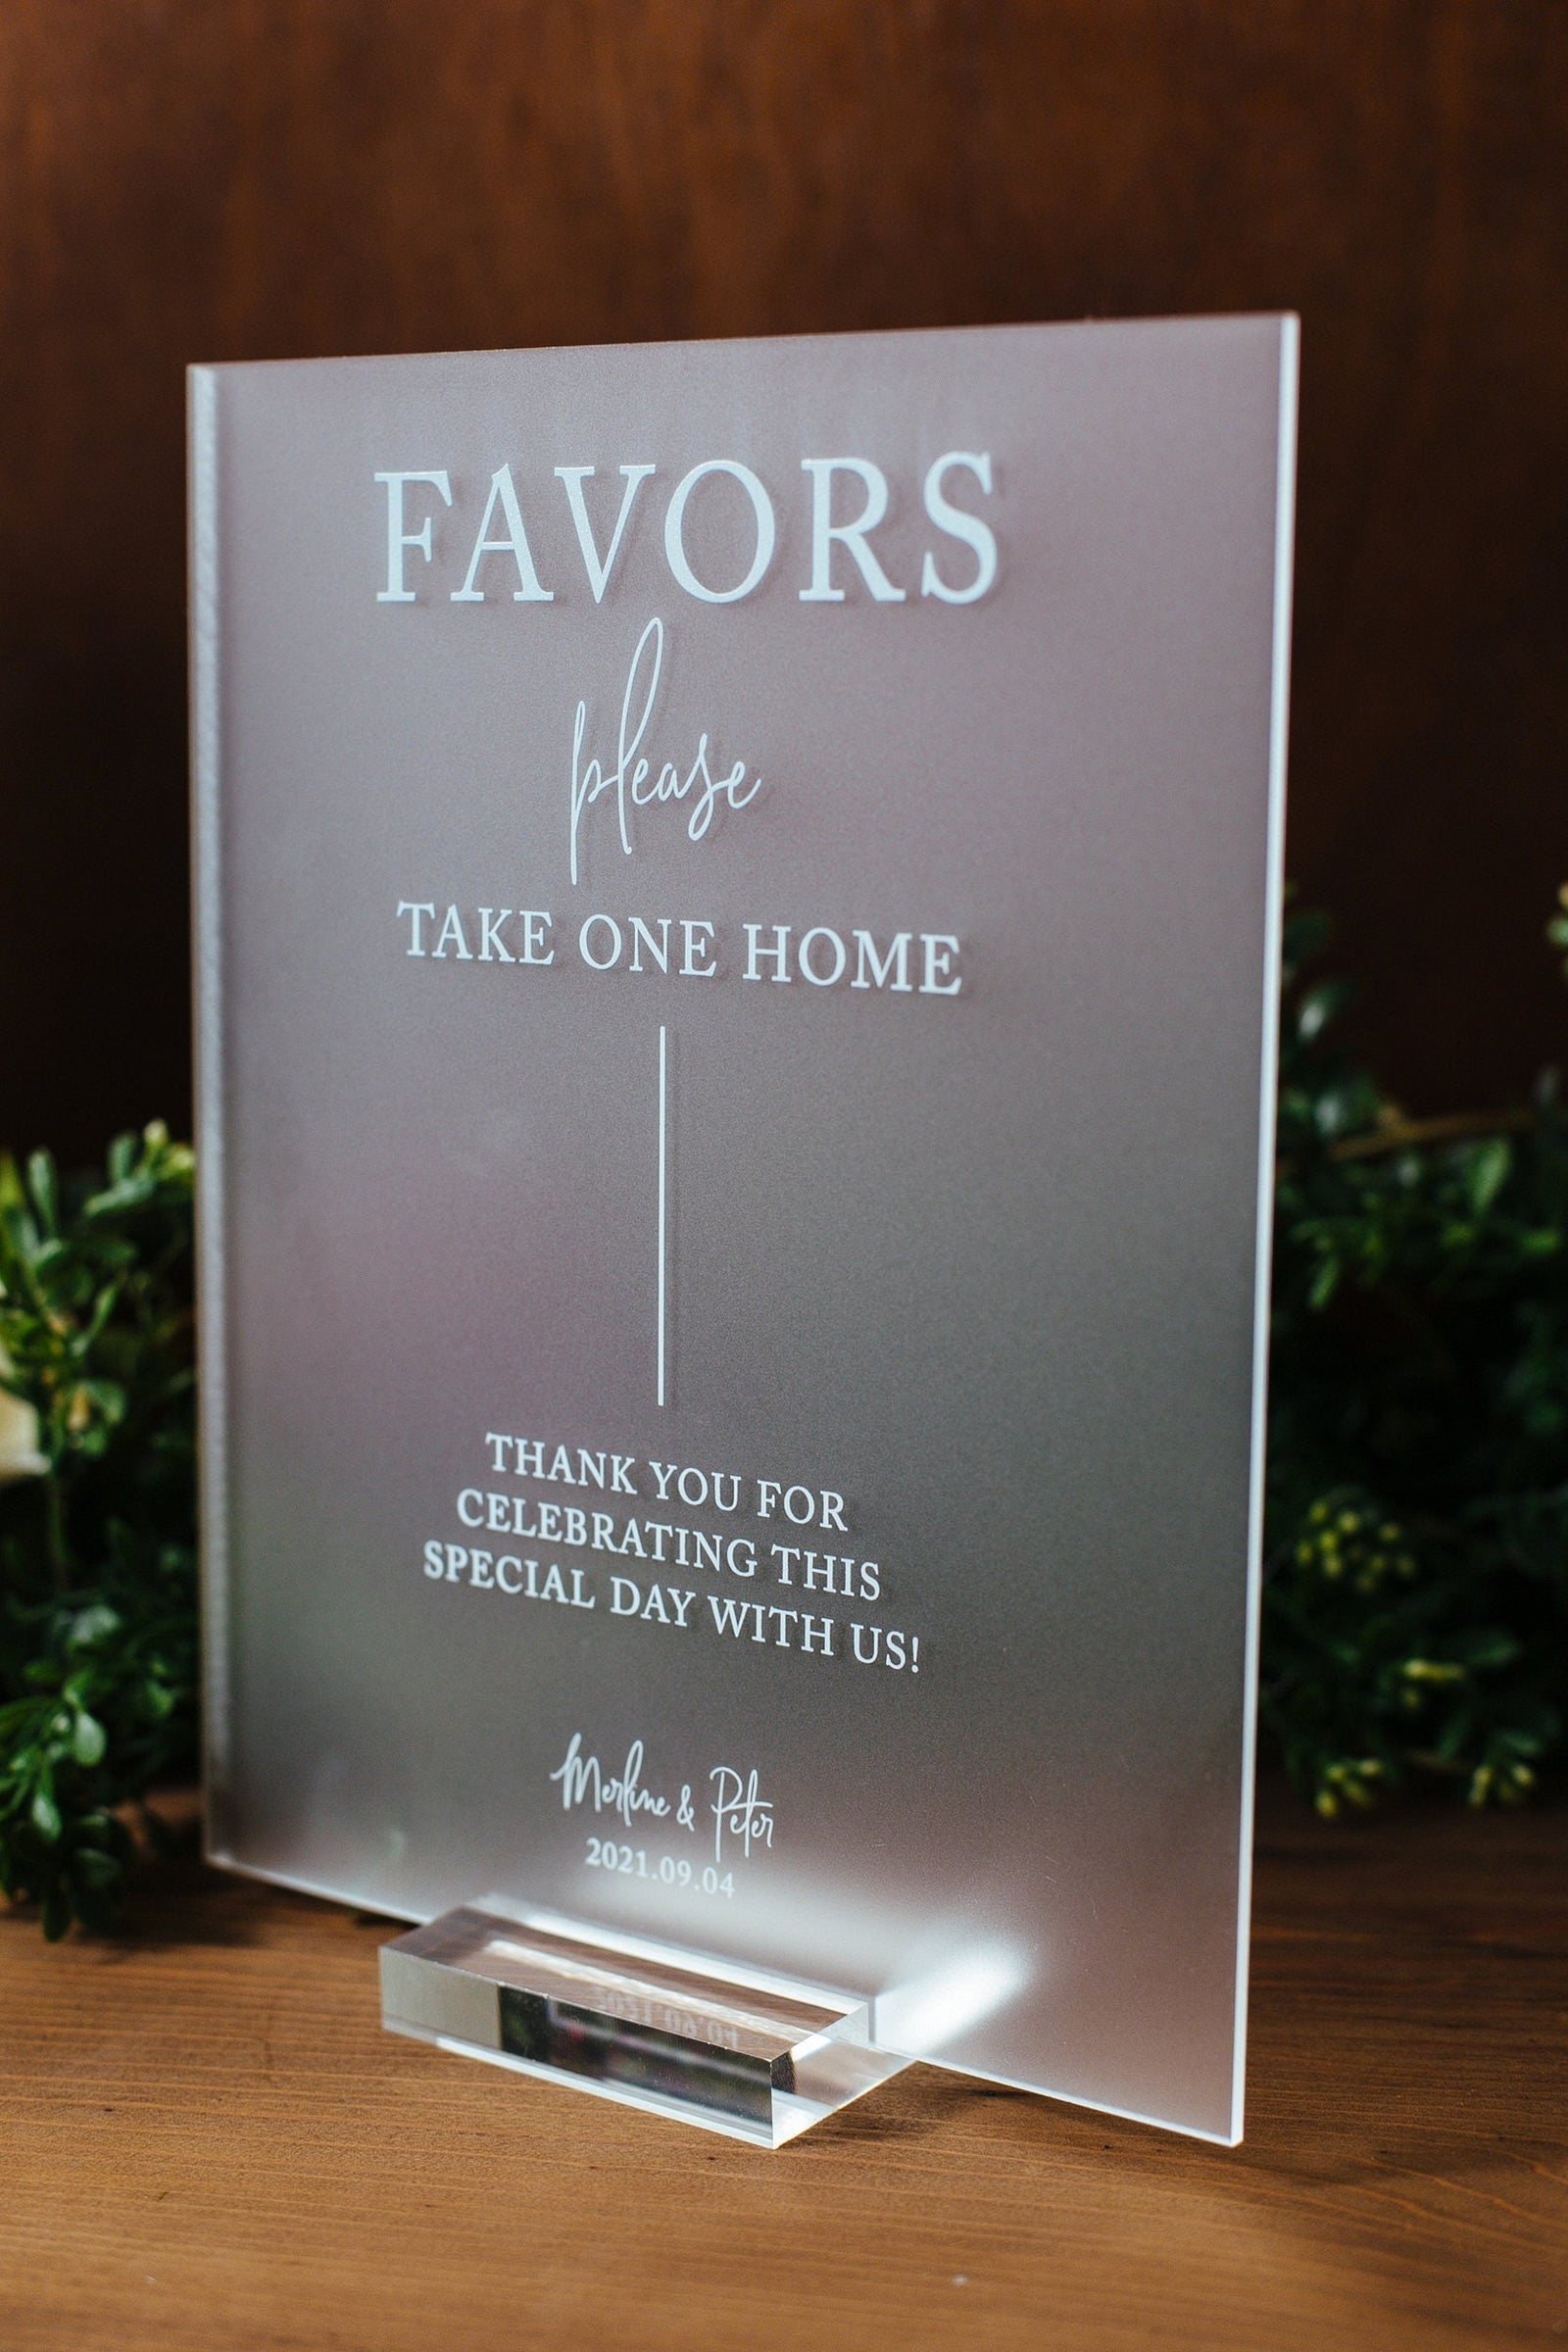 FAVORS
please
TAKE ONE HOME
THANK YOU FOR
CELEBRATING THIS
SPECIAL DAY WITH US!
Merline & Peter
2021.09.04